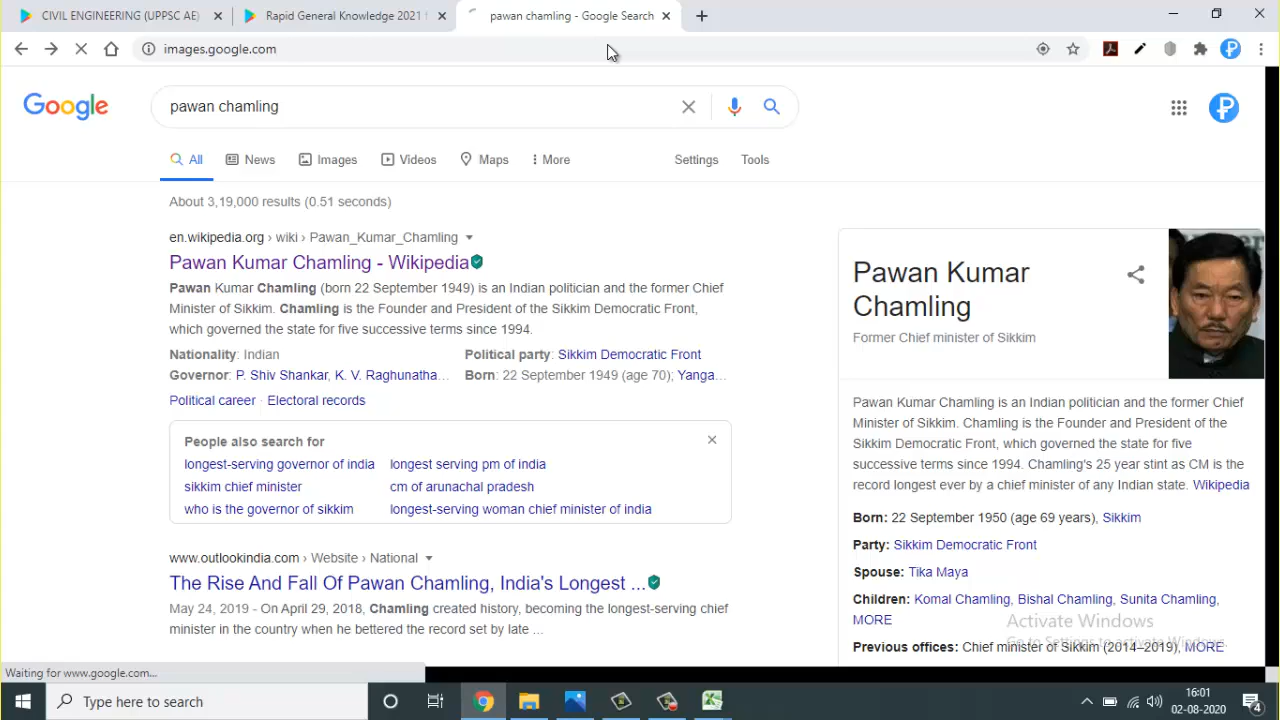 CIVIL ENGINEERING (UPPSC AE)
Rapid General Knowledge 2021 f
pawan chamling - Google Search
images.google.com
Google
pawan chamling
All
News
Images
Videos
Maps
More
Settings
Tools
About 3,19,000 results (0.51 seconds)
en.wikipedia.org › wiki › Pawan_Kumar_Chamling
Pawan Kumar Chamling - Wikipedia
Pawan Kumar Chamling (born 22 September 1949) is an Indian politician and the former Chief
Minister of Sikkim. Chamling is the Founder and President of the Sikkim Democratic Front,
which governed the state for five successive terms since 1994.
Nationality: Indian
Political party: Sikkim Democratic Front
Governor: P. Shiv Shankar, K. V. Raghunatha...
Born: 22 September 1949 (age 70); Yanga...
Political career · Electoral records
People also search for
longest-serving governor of india
longest serving pm of india
sikkim chief minister
cm of arunachal pradesh
who is the governor of sikkim
longest-serving woman chief minister of india
www.outlookindia.com › Website › National
The Rise And Fall Of Pawan Chamling, India's Longest ...
May 24, 2019 - On April 29, 2018, Chamling created history, becoming the longest-serving chief
minister in the country when he bettered the record set by late ...
Pawan Kumar
Chamling
Former Chief minister of Sikkim
Pawan Kumar Chamling is an Indian politician and the former Chief
Minister of Sikkim. Chamling is the Founder and President of the
Sikkim Democratic Front, which governed the state for five
successive terms since 1994. Chamling's 25 year stint as CM is the
record longest ever by a chief minister of any Indian state. Wikipedia
Born: 22 September 1950 (age 69 years), Sikkim
Party: Sikkim Democratic Front
Spouse: Tika Maya
Children: Komal Chamling, Bishal Chamling, Sunita Chamling,
MORE
Activate Windows
Go to Settings to activate Windows.
Previous offices: Chief minister of Sikkim (2014–2019), MORE
Waiting for www.google.com...
Type here to search
16:01
02-08-2020
4